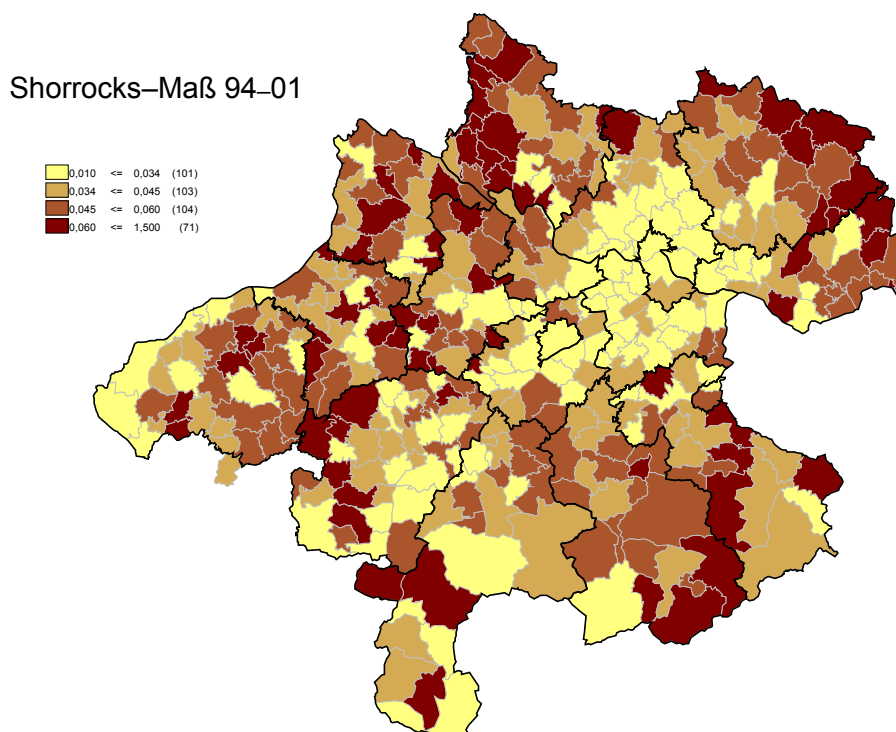 Shorrocks–Maß 94–01
0,010 <= 0,034 (101)
0,034 <= 0,045 (103)
0,045 <= 0,060 (104)
0,060 <= 1,500 (71)